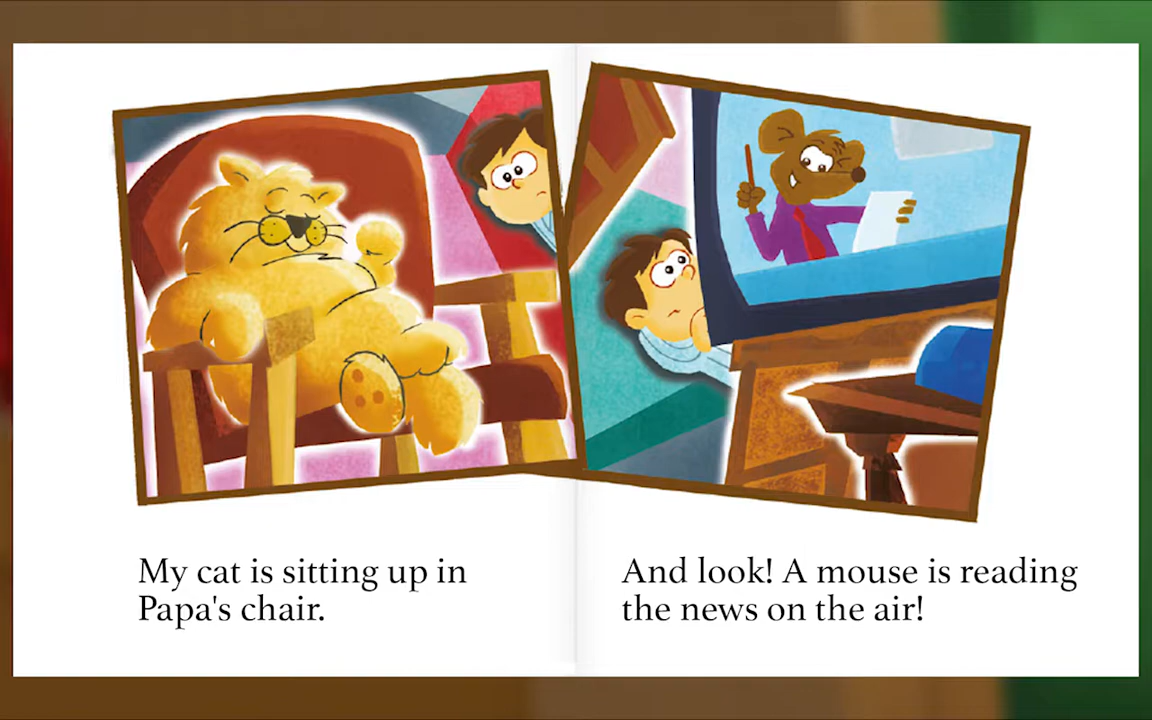 My cat is sitting up in
Papa's chair.
And look! A mouse is reading
the news on the air!